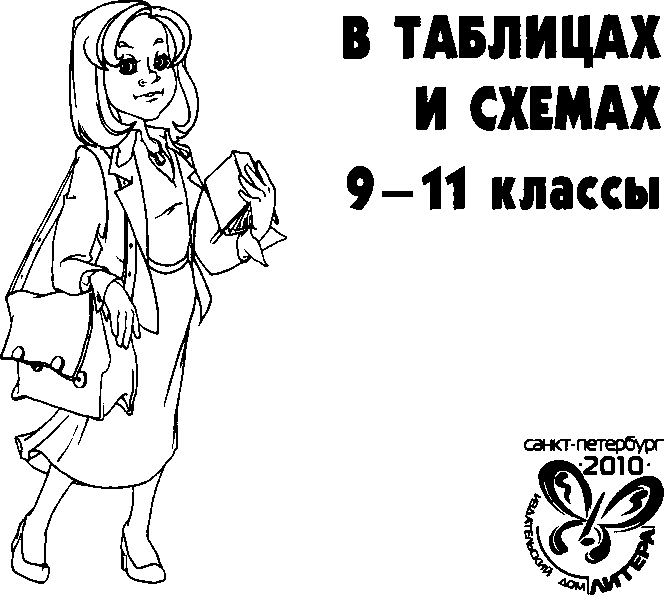 В ТАБЛИЦАХ
И СХЕМАХ
9–11 классы
санкт-петербург
·2010·
ИЗДАТЕЛЬСКИЙ ДОМ ЛИТЕРА